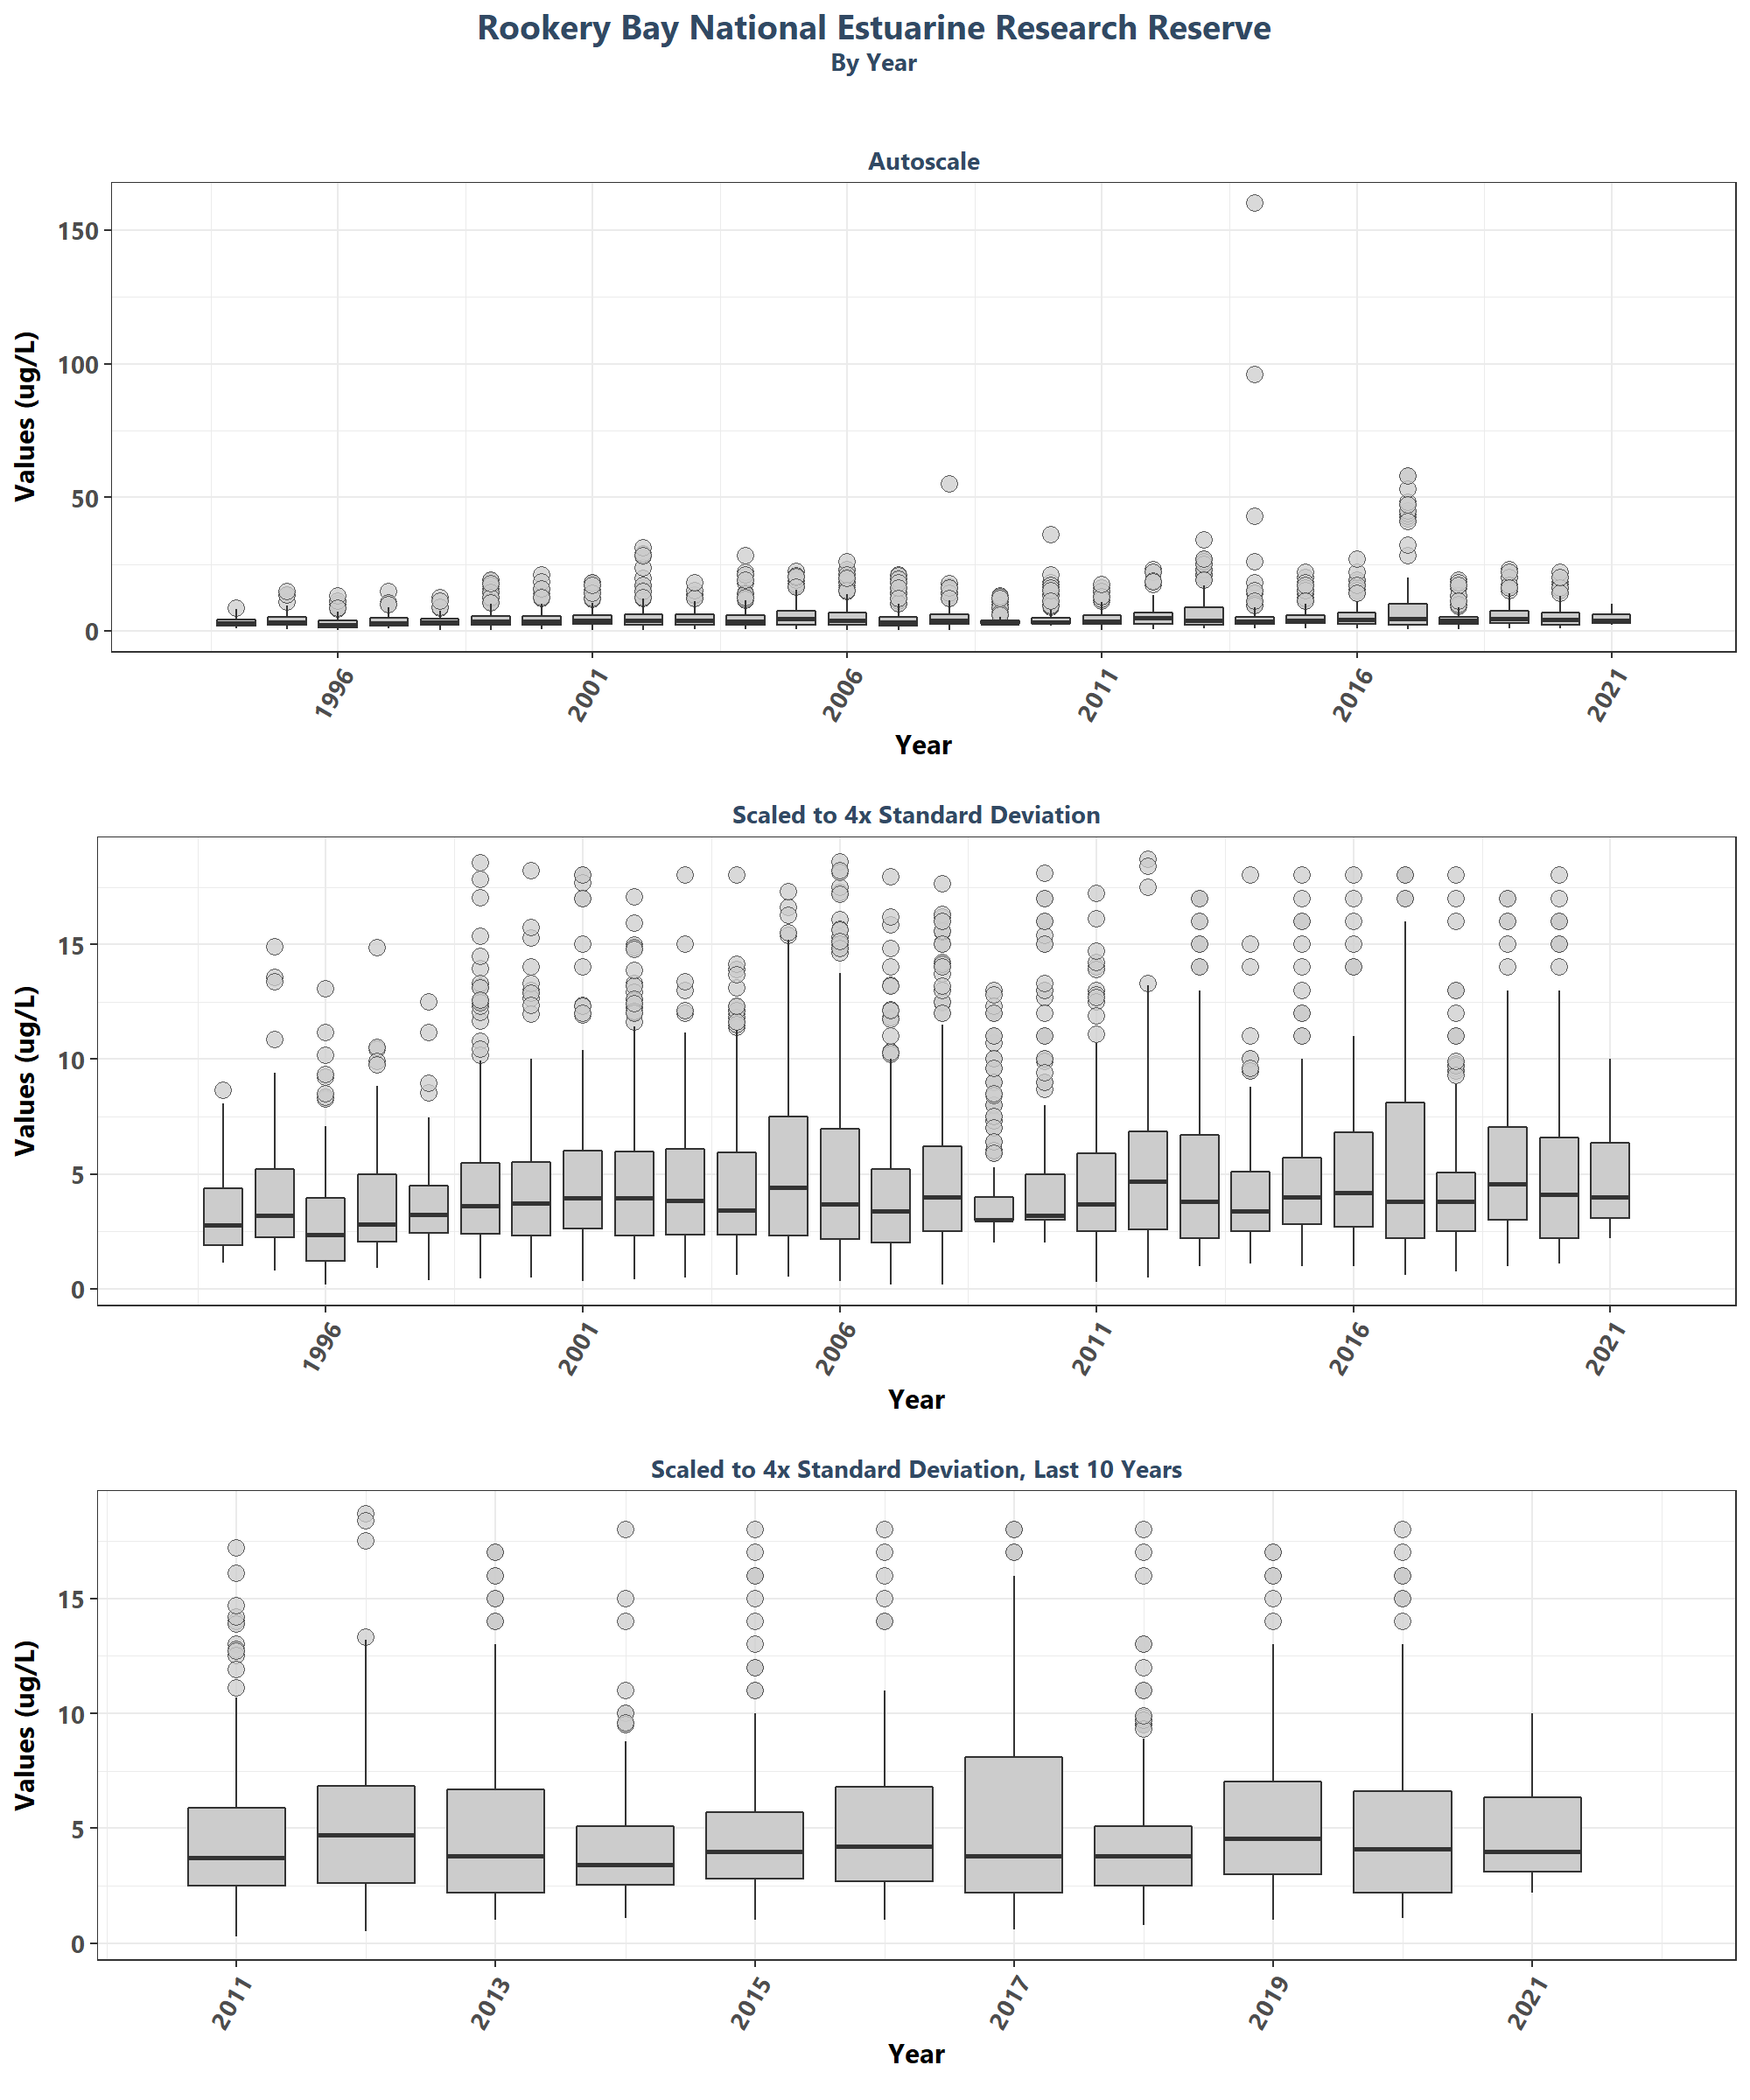 Rookery Bay National Estuarine Research Reserve
By Year
Autoscale
Values (ug/L)
150
100
50
0
1996
2001
2006
2011
2016
2021
Year
Scaled to 4x Standard Deviation
Values (ug/L)
15
10
5
0
1996
2001
2006
2011
2016
2021
Year
Scaled to 4x Standard Deviation, Last 10 Years
Values (ug/L)
15
10
5
0
2011
2013
2015
2017
2019
2021
Year